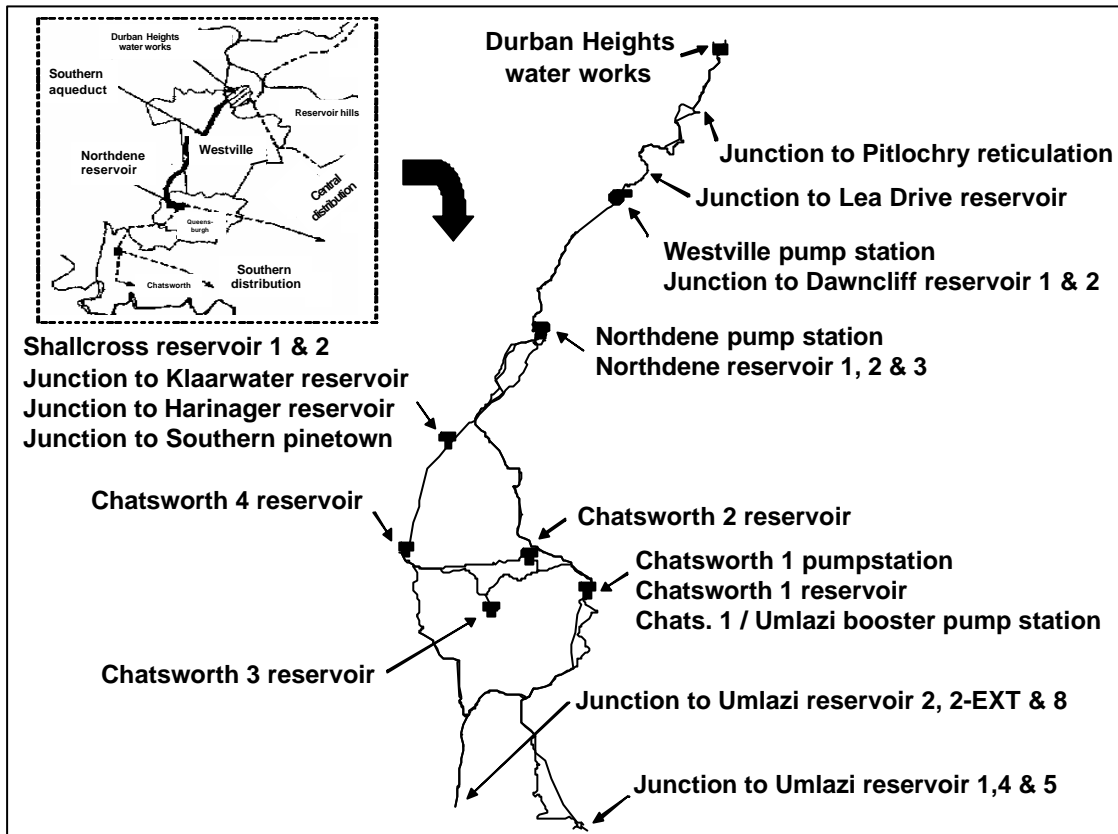 Durban Heights
water works
Southern
aqueduct
Reservoir hills
Westville
Northdene
reservoir
Central
distribution
Queens-
burgh
Southern
distribution
Chatsworth
Durban Heights
water works
Junction to Pitlochry reticulation
Junction to Lea Drive reservoir
Westville pump station
Junction to Dawncliff reservoir 1 & 2
Northdene pump station
Northdene reservoir 1, 2 & 3
Shallcross reservoir 1 & 2
Junction to Klaarwater reservoir
Junction to Harinager reservoir
Junction to Southern pinetown
Chatsworth 4 reservoir
Chatsworth 2 reservoir
Chatsworth 1 pumpstation
Chatsworth 1 reservoir
Chats. 1 / Umlazi booster pump station
Chatsworth 3 reservoir
Junction to Umlazi reservoir 2, 2-EXT & 8
Junction to Umlazi reservoir 1,4 & 5